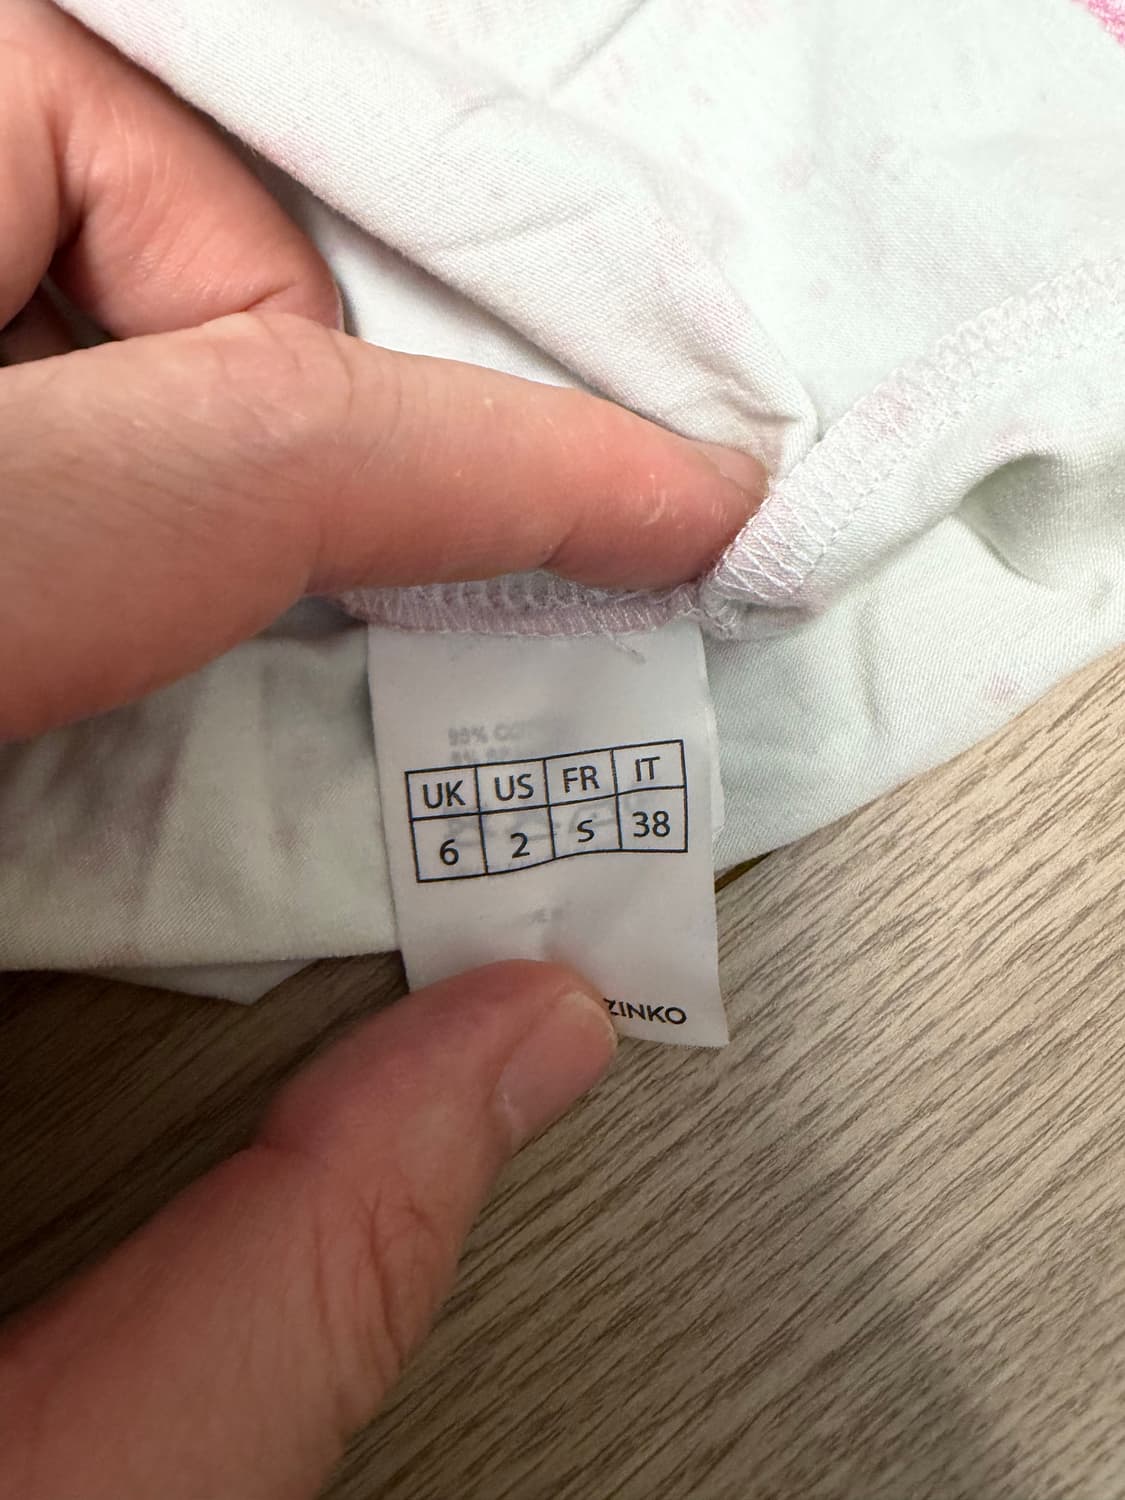 UK US FR IT
6 2 S 38
ZINKO